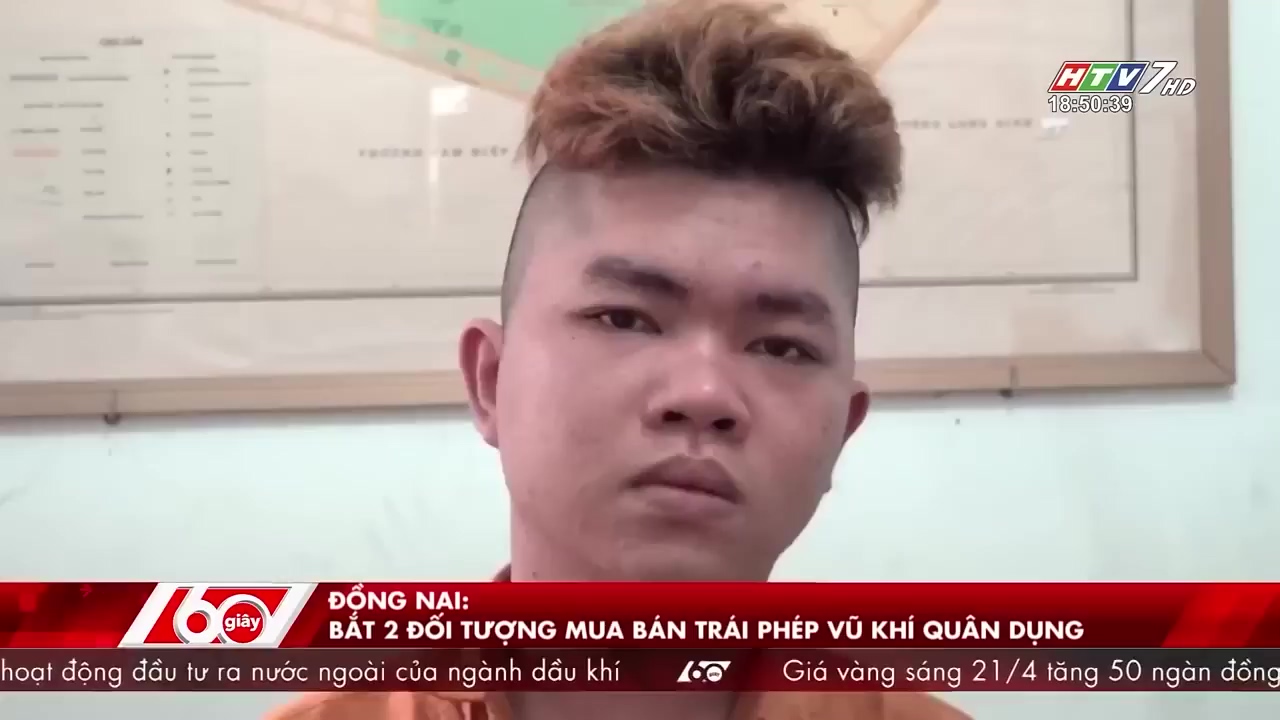 HTV7 HD
18:50:39
60 giây
ĐỒNG NAI:
BẮT 2 ĐỐI TƯỢNG MUA BÁN TRÁI PHÉP VŨ KHÍ QUÂN DỤNG
hoạt động đầu tư ra nước ngoài của ngành dầu khí 60 giây Giá vàng sáng 21/4 tăng 50 ngàn đồng